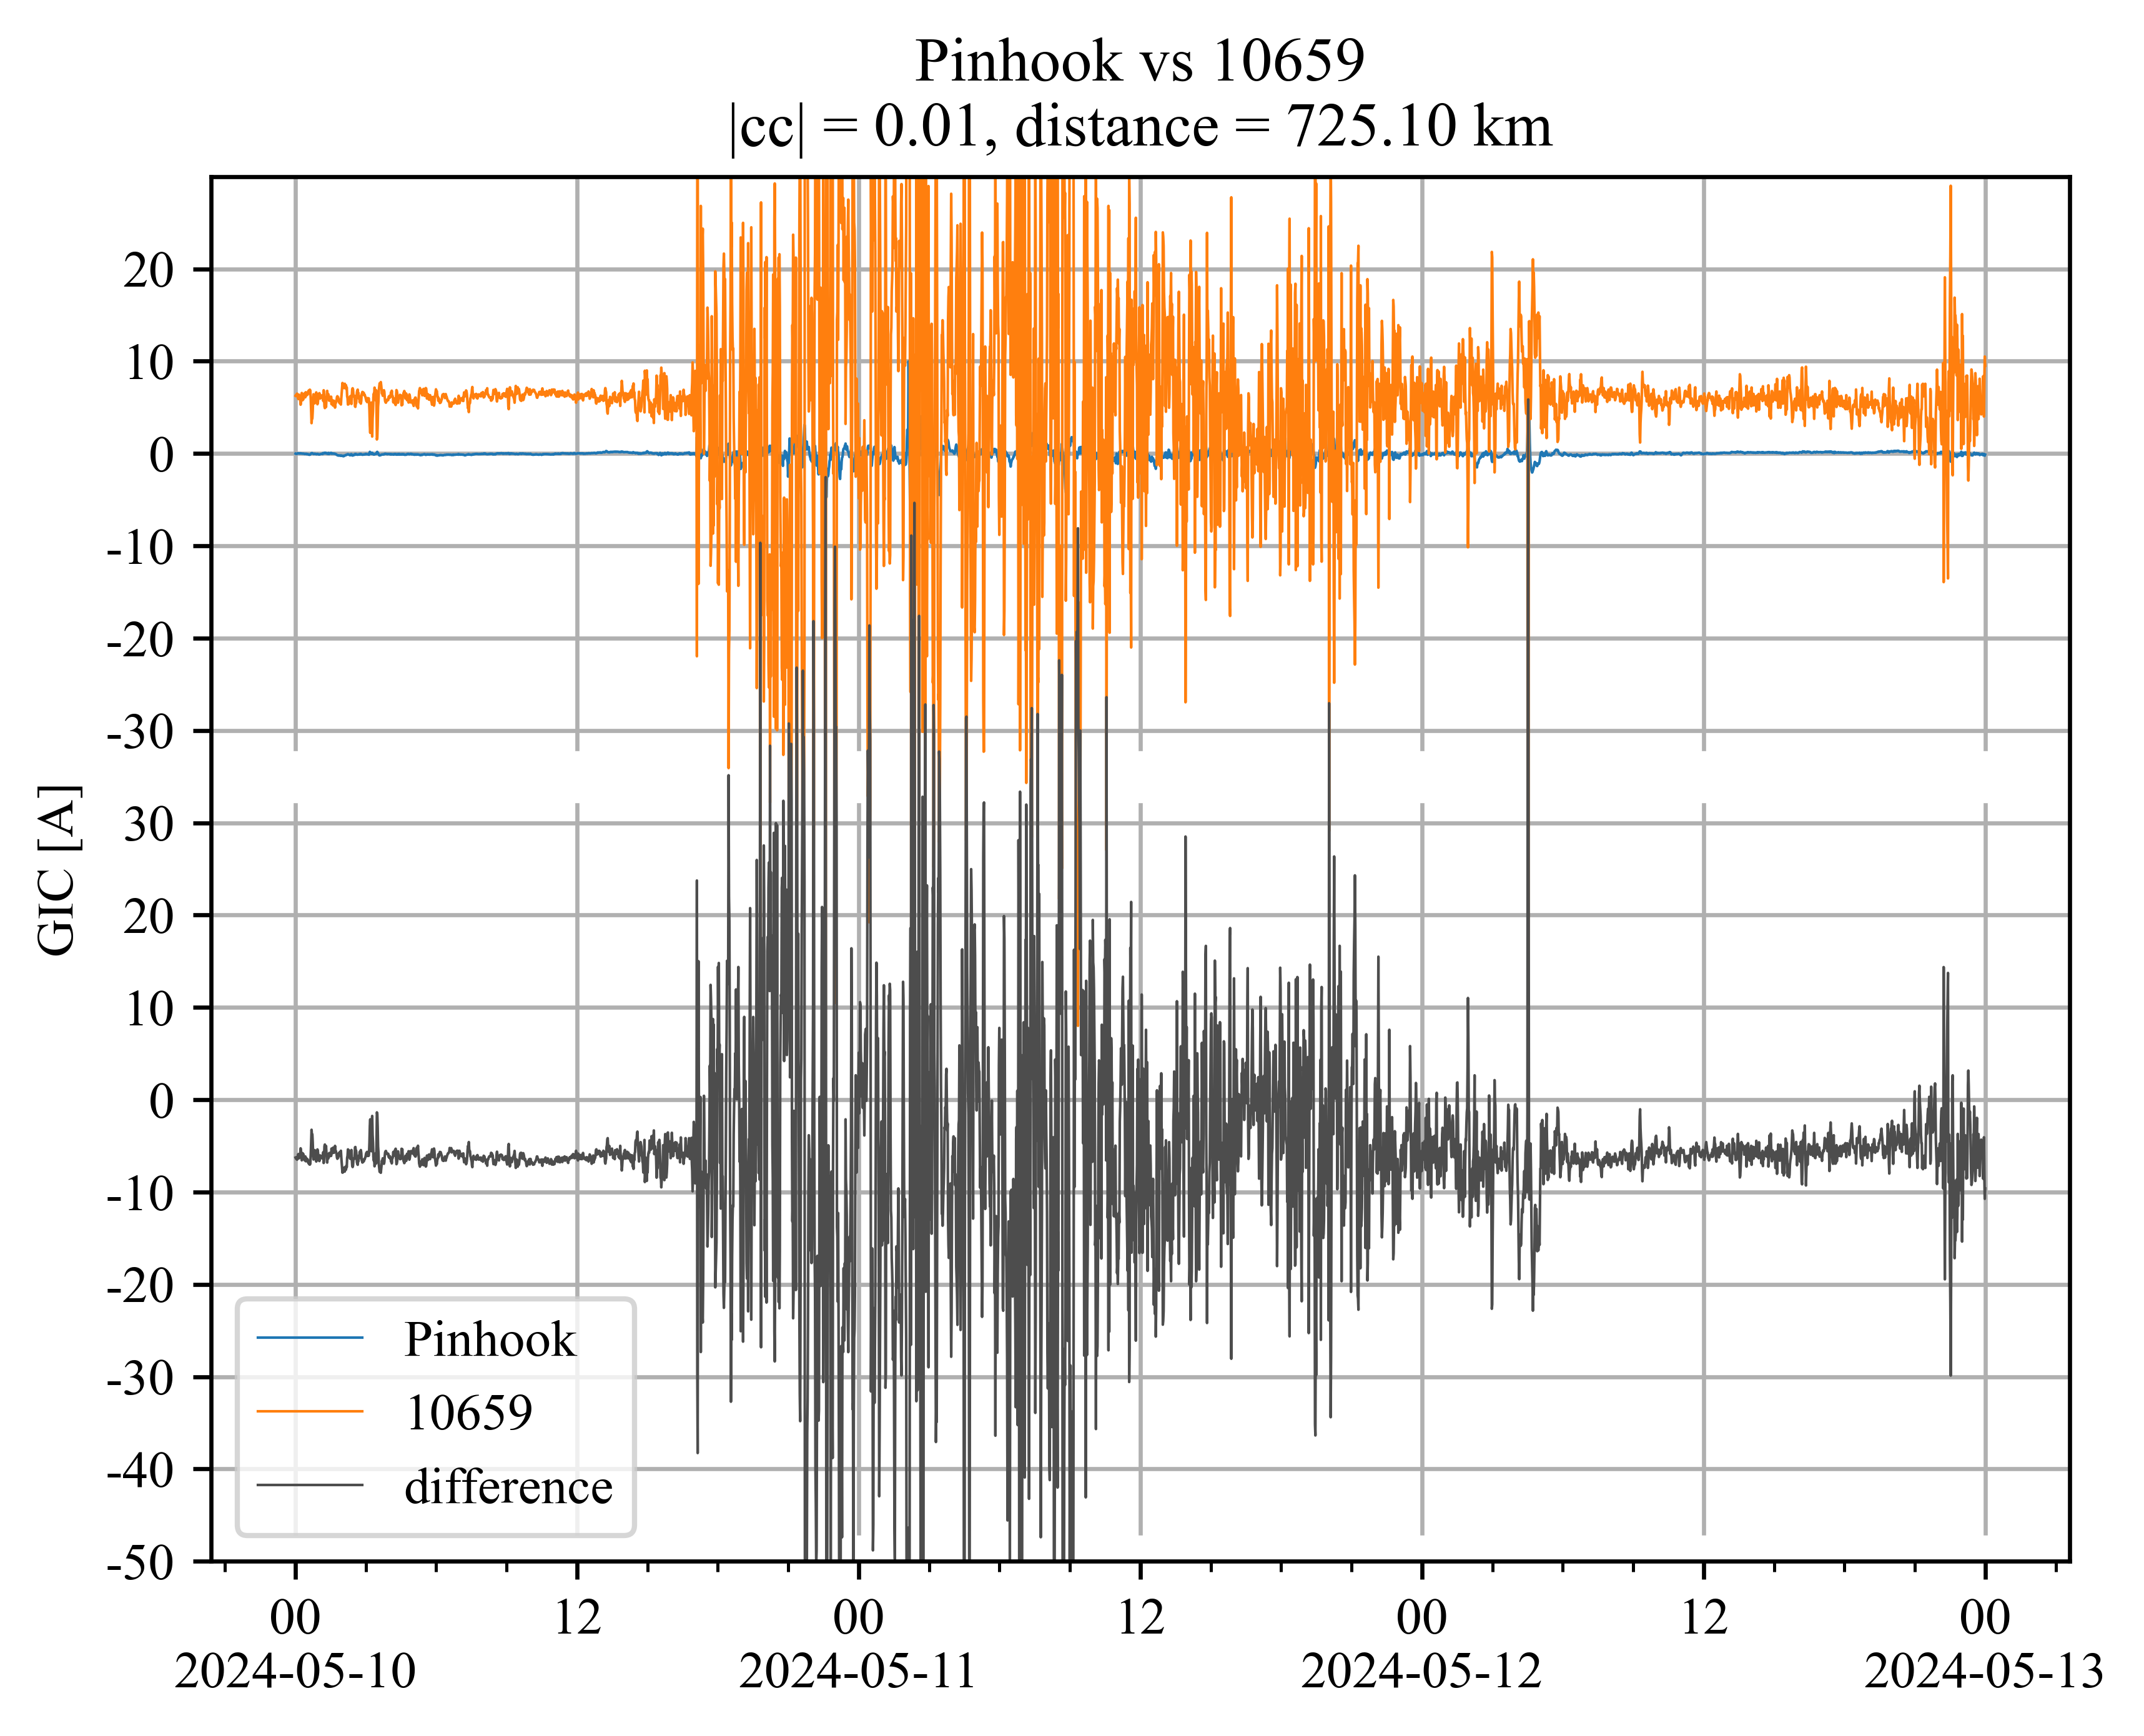 Pinhook vs 10659
|cc| = 0.01, distance = 725.10 km
GIC [A]
20
10
0
-10
-20
-30
30
20
10
0
-10
-20
-30
-40
-50
Pinhook
10659
difference
00 12 00 12 00 12 00
2024-05-10 2024-05-11 2024-05-12 2024-05-13